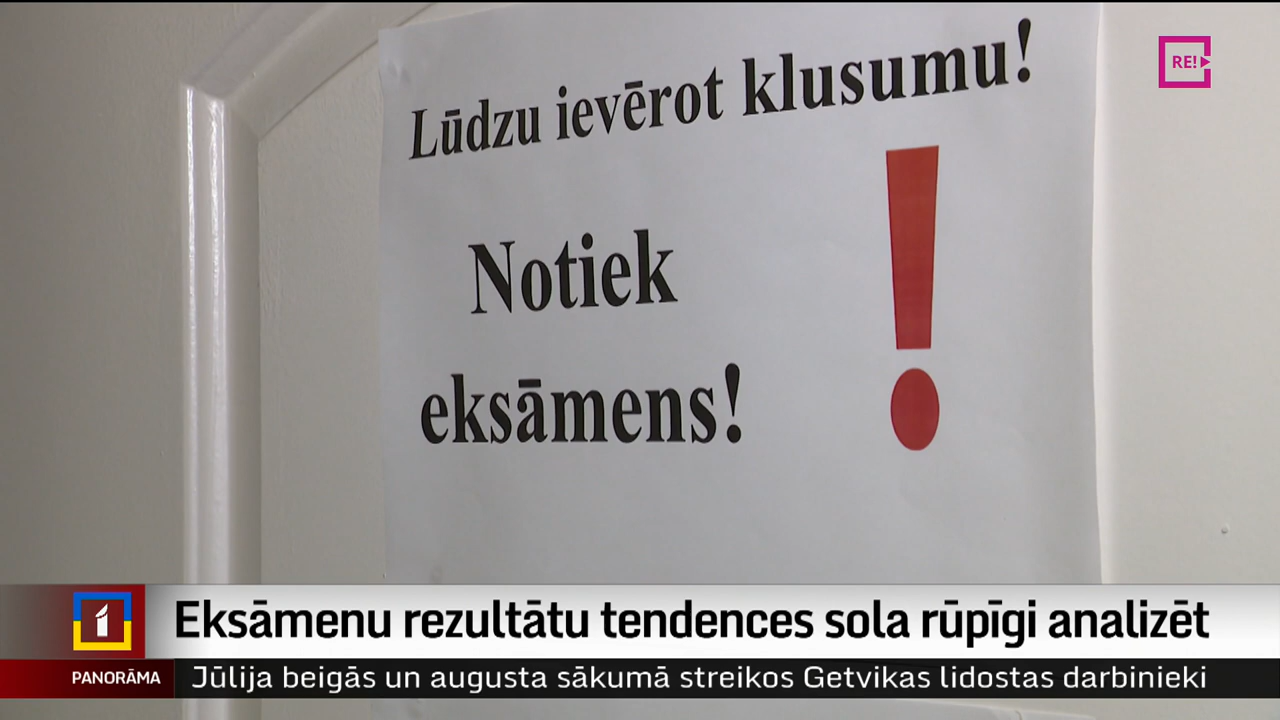 Lūdzu ievērot klusumu!
Notiek
eksāmens!
!
RE!
1
Eksāmenu rezultātu tendences sola rūpīgi analizēt
PANORĀMA
Jūlija beigās un augusta sākumā streikos Getvikas lidostas darbinieki